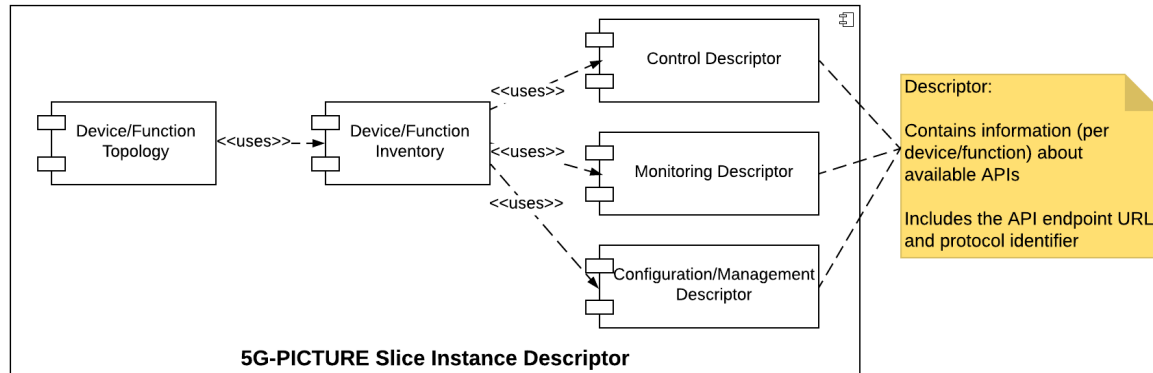 Control Descriptor
<<uses>>
Device/Function
Topology
<<uses>>
Device/Function
Inventory
<<uses>>
Monitoring Descriptor
<<uses>>
Configuration/Management
Descriptor
5G-PICTURE Slice Instance Descriptor
Descriptor:
Contains information (per
device/function) about
available APIs
Includes the API endpoint URL
and protocol identifier